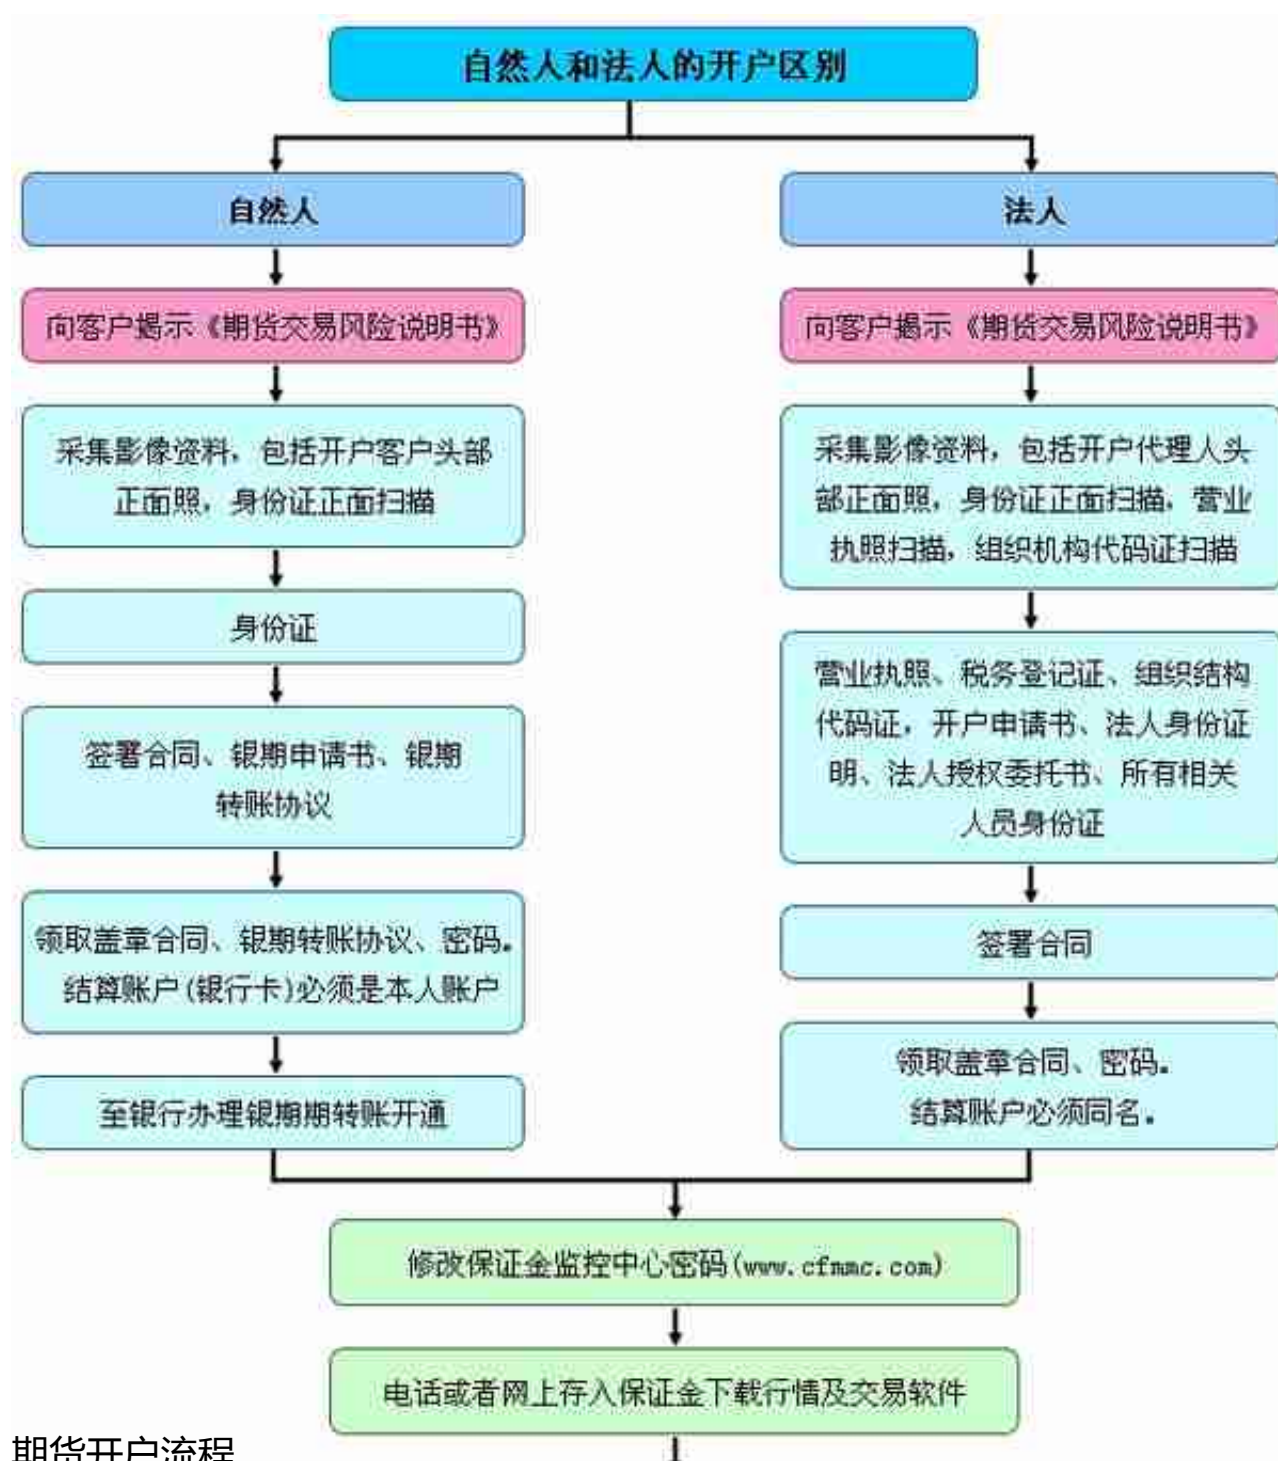 自然人和法人的开户区别
自然人
向客户揭示《期货交易风险说明书》
采集影像资料，包括开户客户头部
正面照，身份证正面扫描
身份证
签署合同、银期申请书、银期
转账协议
领取盖章合同、银期转账协议、密码。
结算账户(银行卡)必须是本人账户
至银行办理银期期转账开通
法人
向客户揭示《期货交易风险说明书》
采集影像资料，包括开户代理人头
部正面照，身份证正面扫描，营业
执照扫描，组织机构代码证扫描
营业执照、税务登记证、组织结构
代码证，开户申请书、法人身份证
明、法人授权委托书、所有相关
人员身份证
签署合同
领取盖章合同、密码。
结算账户必须同名。
修改保证金监控中心密码(www.cfmmc.com)
电话或者网上存入保证金下载行情及交易软件
期货开户流程